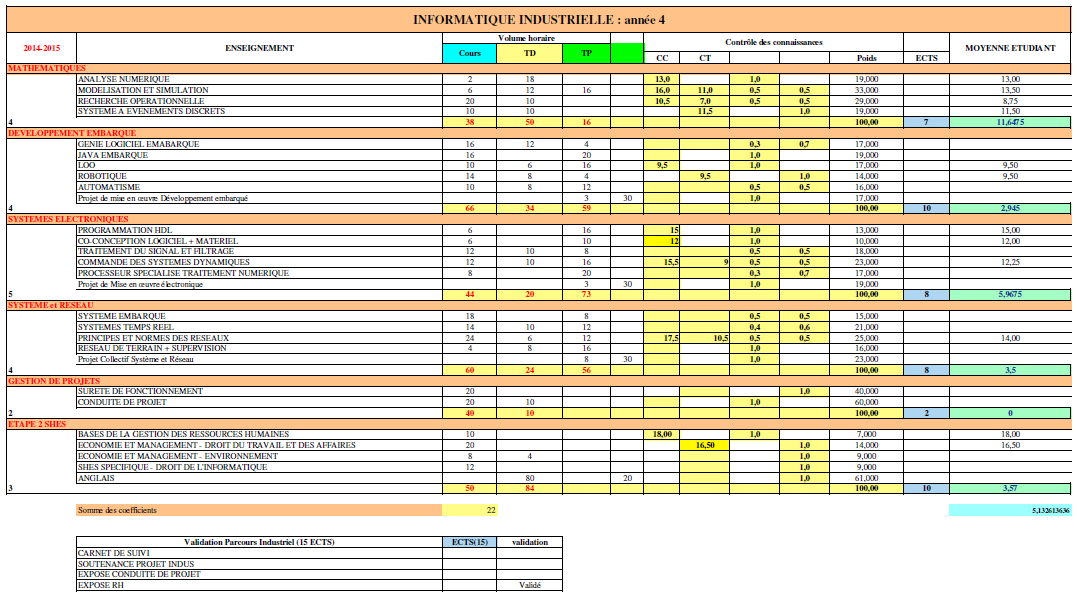 INFORMATIQUE INDUSTRIELLE : année 4
2014-2015 ENSEIGNEMENT Volume horaire Contrôle des connaissances MOYENNE ETUDIANT
Cours TD TP CC CT Poids ECTS
MATHEMATIQUES
ANALYSE NUMERIQUE 2 18 13,0 1,0 19,000 13,00
MODELISATION ET SIMULATION 6 12 16 16,0 11,0 0,5 0,5 33,000 13,50
RECHERCHE OPERATIONNELLE 20 10 10,5 7,0 0,5 0,5 29,000 8,75
SYSTEME A EVENEMENTS DISCRETS 10 10 11,5 1,0 19,000 11,50
4 38 50 16 100,00 7 11,6475
DEVELOPPEMENT EMBARQUE
GENIE LOGICIEL EMABARQUE 16 12 4 0,3 0,7 17,000
JAVA EMBARQUE 16 20 1,0 19,000
LOO 10 6 16 9,5 1,0 17,000 9,50
ROBOTIQUE 14 8 4 9,5 1,0 14,000 9,50
AUTOMATISME 10 8 12 0,5 0,5 16,000
Projet de mise en œuvre Développement embarqué 3 30 1,0 17,000
4 66 34 59 100,00 10 2,945
SYSTEMES ELECTRONIQUES
PROGRAMMATION HDL 6 16 15 1,0 13,000 15,00
CO-CONCEPTION LOGICIEL + MATERIEL 6 10 12 1,0 10,000 12,00
TRAITEMENT DU SIGNAL ET FILTRAGE 12 10 8 0,5 0,5 18,000
COMMANDE DES SYSTEMES DYNAMIQUES 12 10 16 15,5 9 0,5 0,5 23,000 12,25
PROCESSEUR SPECIALISE TRAITEMENT NUMERIQUE 8 20 0,3 0,7 17,000
Projet de Mise en œuvre électronique 3 30 1,0 19,000
5 44 20 73 100,00 8 5,9675
SYSTEME et RESEAU
SYSTEME EMBARQUE 18 8 0,5 0,5 15,000
SYSTEMES TEMPS REEL 14 10 12 0,4 0,6 21,000
PRINCIPES ET NORMES DES RESEAUX 24 6 12 17,5 10,5 0,5 0,5 25,000 14,00
RESEAU DE TERRAIN + SUPERVISION 4 8 16 1,0 16,000
Projet Collectif Système et Réseau 8 30 1,0 23,000
4 60 24 56 100,00 8 3,5
GESTION DE PROJETS
SURETE DE FONCTIONNEMENT 20 1,0 40,000
CONDUITE DE PROJET 20 10 1,0 60,000
2 40 10 100,00 2 0
ETAPE 2 SHES
BASES DE LA GESTION DES RESSOURCES HUMAINES 10 18,00 1,0 7,000 18,00
ECONOMIE ET MANAGEMENT - DROIT DU TRAVAIL ET DES AFFAIRES 20 16,50 1,0 14,000 16,50
ECONOMIE ET MANAGEMENT - ENVIRONNEMENT 8 4 1,0 9,000
SHES SPECIFIQUE - DROIT DE L'INFORMATIQUE 12 1,0 9,000
ANGLAIS 80 20 1,0 61,000
3 50 84 100,00 10 3,57
Somme des coefficients 22 5,132613636
Validation Parcours Industriel (15 ECTS) ECTS(15) validation
CARNET DE SUIVI
SOUTENANCE PROJET INDUS
EXPOSE CONDUITE DE PROJET
EXPOSE RH Validé